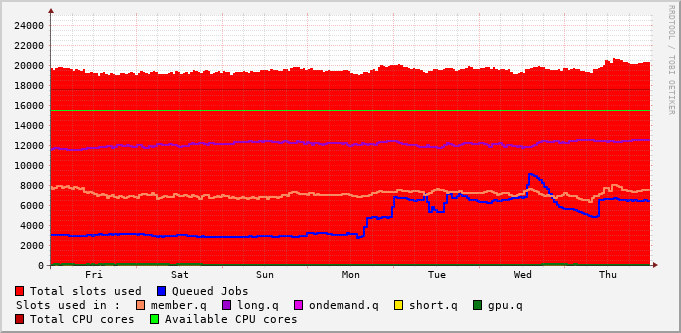 24000
22000
20000
18000
16000
14000
12000
10000
8000
6000
4000
2000
0
Fri Sat Sun Mon Tue Wed Thu
Total slots used Queued Jobs
Slots used in : member.q long.q ondemand.q short.q gpu.q
Total CPU cores Available CPU cores
RRDTOOL / TOBI OETIKER